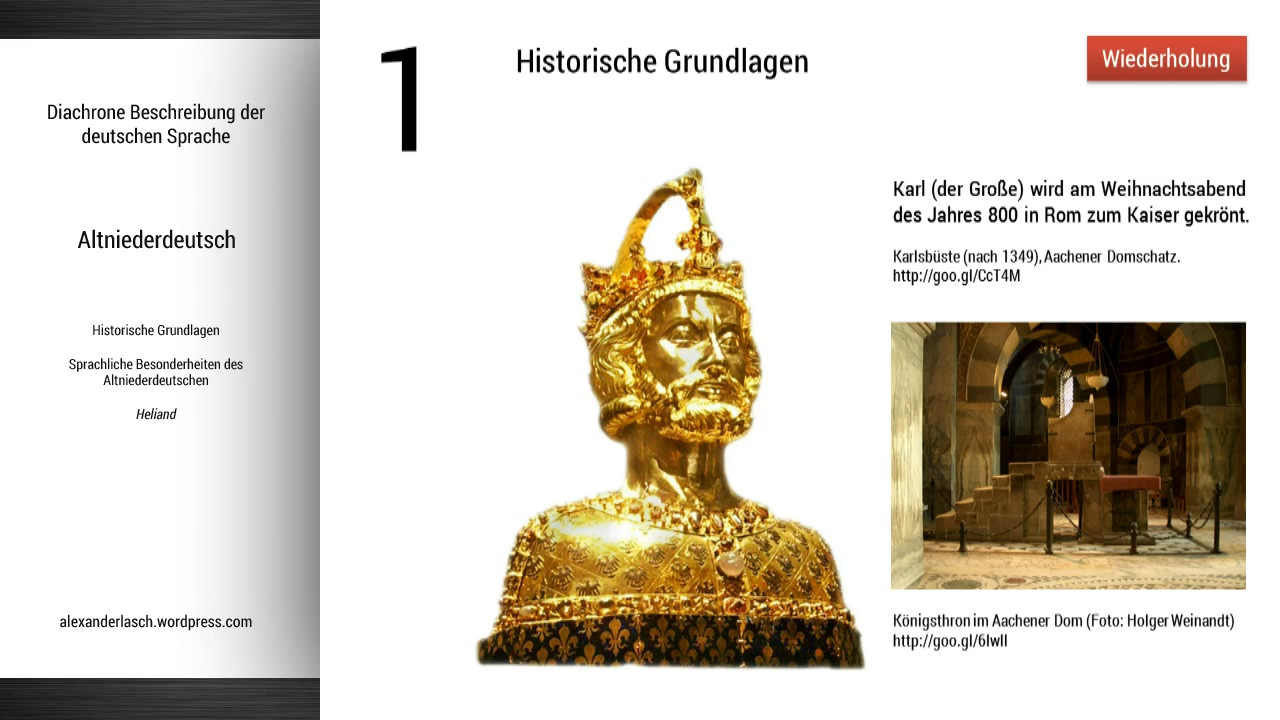 Diachrone Beschreibung der
deutschen Sprache
Altniederdeutsch
Historische Grundlagen
Sprachliche Besonderheiten des
Altniederdeutschen
Heliand
alexanderlasch.wordpress.com
1
Historische Grundlagen
Wiederholung
Karl (der Große) wird am Weihnachtsabend
des Jahres 800 in Rom zum Kaiser gekrönt.
Karlsbüste (nach 1349), Aachener Domschatz.
http://goo.gl/CcT4M
Königsthron im Aachener Dom (Foto: Holger Weinandt)
http://goo.gl/6lwlI